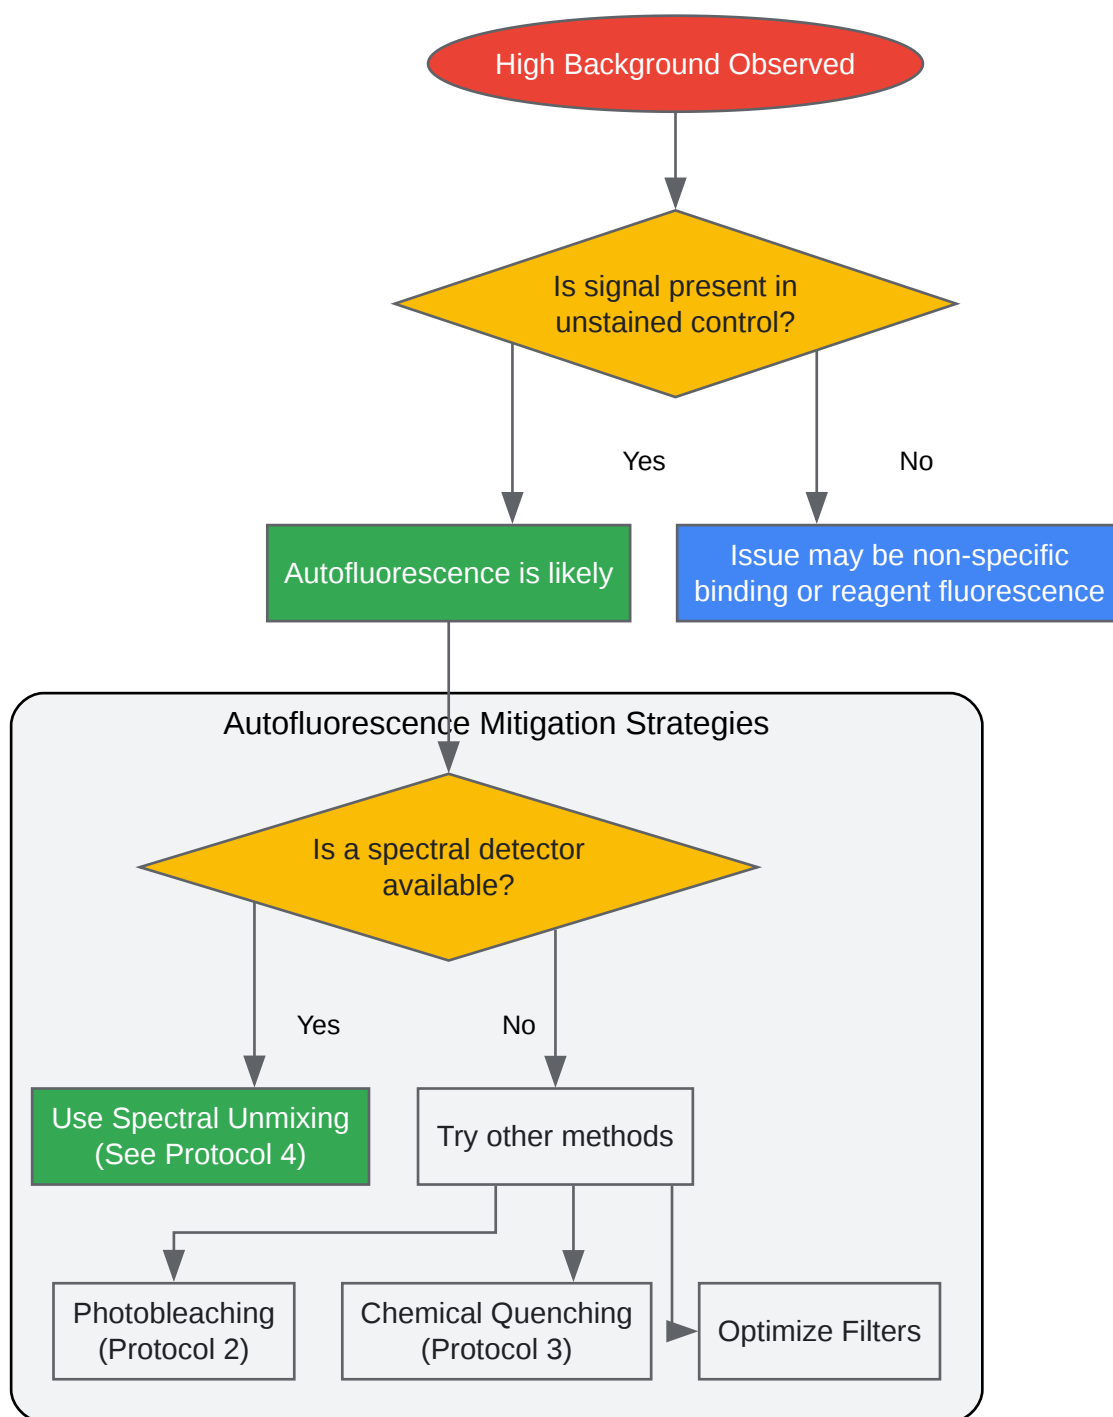 High Background Observed
Is signal present in
unstained control?
Yes
No
Autofluorescence is likely
Issue may be non-specific
binding or reagent fluorescence
Autofluorescence Mitigation Strategies
Is a spectral detector
available?
Yes
No
Use Spectral Unmixing
(See Protocol 4)
Try other methods
Photobleaching
(Protocol 2)
Chemical Quenching
(Protocol 3)
Optimize Filters